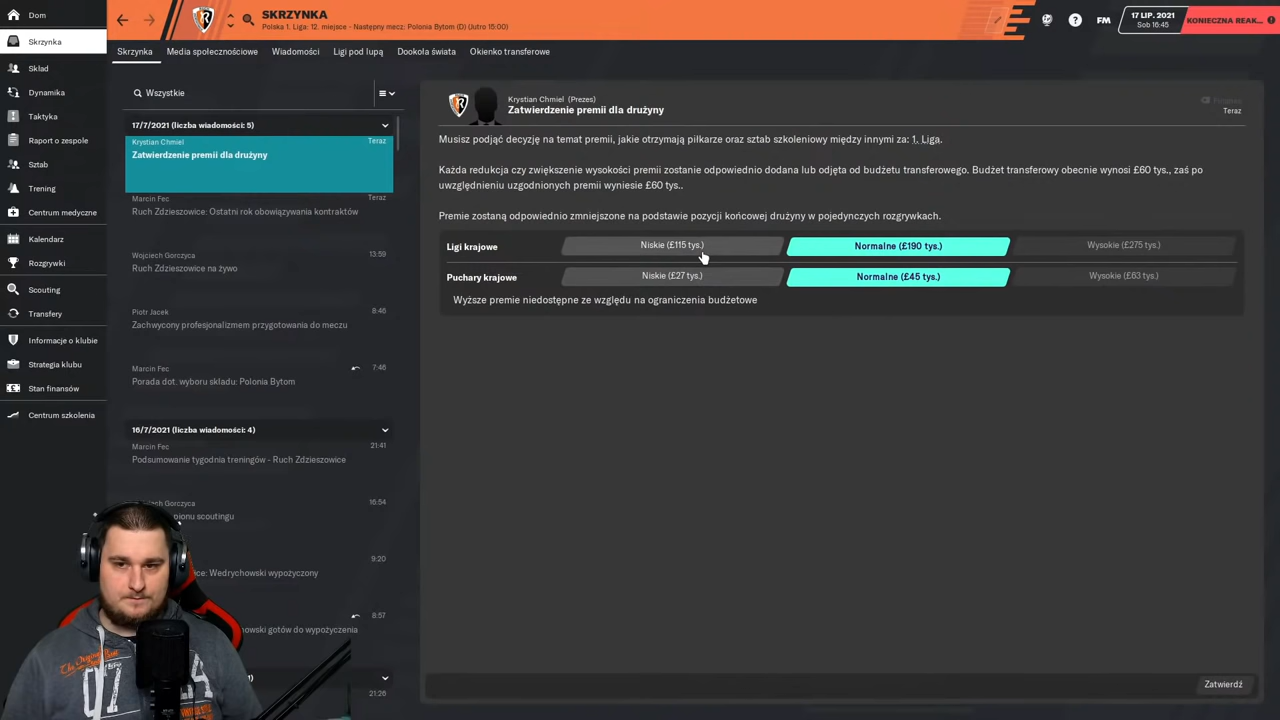 Dom
Skrzynka
Skład
Dynamika
Taktyka
Raport o zespole
Sztab
Trening
Centrum medyczne
Kalendarz
Rozgrywki
Scouting
Transfery
Informacje o klubie
Strategia klubu
Stan finansów
Centrum szkolenia
SKRZYNKA
Polska 1. Liga: 12. miejsce - Następny mecz: Polonia Bytom (D) (Jutro 15:00)
FM
17 LIP. 2021
Sob 16:45
KONIECZNA REAK...
Skrzynka
Media społecznościowe
Wiadomości
Ligi pod lupą
Dookoła świata
Okienko transferowe
Wszystkie
17/7/2021 (liczba wiadomości: 5)
Krystian Chmiel
Teraz
Zatwierdzenie premii dla drużyny
Marcin Fec
Teraz
Ruch Zdzieszowice: Ostatni rok obowiązywania kontraktów
Wojciech Gorczyca
13:59
Ruch Zdzieszowice na żywo
Piotr Jacek
8:46
Zachwycony profesjonalizmem przygotowania do meczu
Marcin Fec
7:46
Porada dot. wyboru składu: Polonia Bytom
16/7/2021 (liczba wiadomości: 4)
Marcin Fec
21:41
Podsumowanie tygodnia treningów - Ruch Zdzieszowice
Gorczyca
16:54
scoutingu
9:20
Wedrychowski wypożyczony
8:57
gotów do wypożyczenia
21:26
Krystian Chmiel (Prezes)
Zatwierdzenie premii dla drużyny
Finanse
Teraz
Musisz podjąć decyzję na temat premii, jakie otrzymają piłkarze oraz sztab szkoleniowy między innymi za: 1. Liga.
Każda redukcja czy zwiększenie wysokości premii zostanie odpowiednio dodana lub odjęta od budżetu transferowego. Budżet transferowy obecnie wynosi £60 tys., zaś po
uwzględnieniu uzgodnionych premii wyniesie £60 tys..
Premie zostaną odpowiednio zmniejszone na podstawie pozycji końcowej drużyny w pojedynczych rozgrywkach.
Ligi krajowe
Niskie (£115 tys.)
Normalne (£190 tys.)
Wysokie (£275 tys.)
Puchary krajowe
Niskie (£27 tys.)
Normalne (£45 tys.)
Wysokie (£63 tys.)
Wyższe premie niedostępne ze względu na ograniczenia budżetowe
Zatwierdź